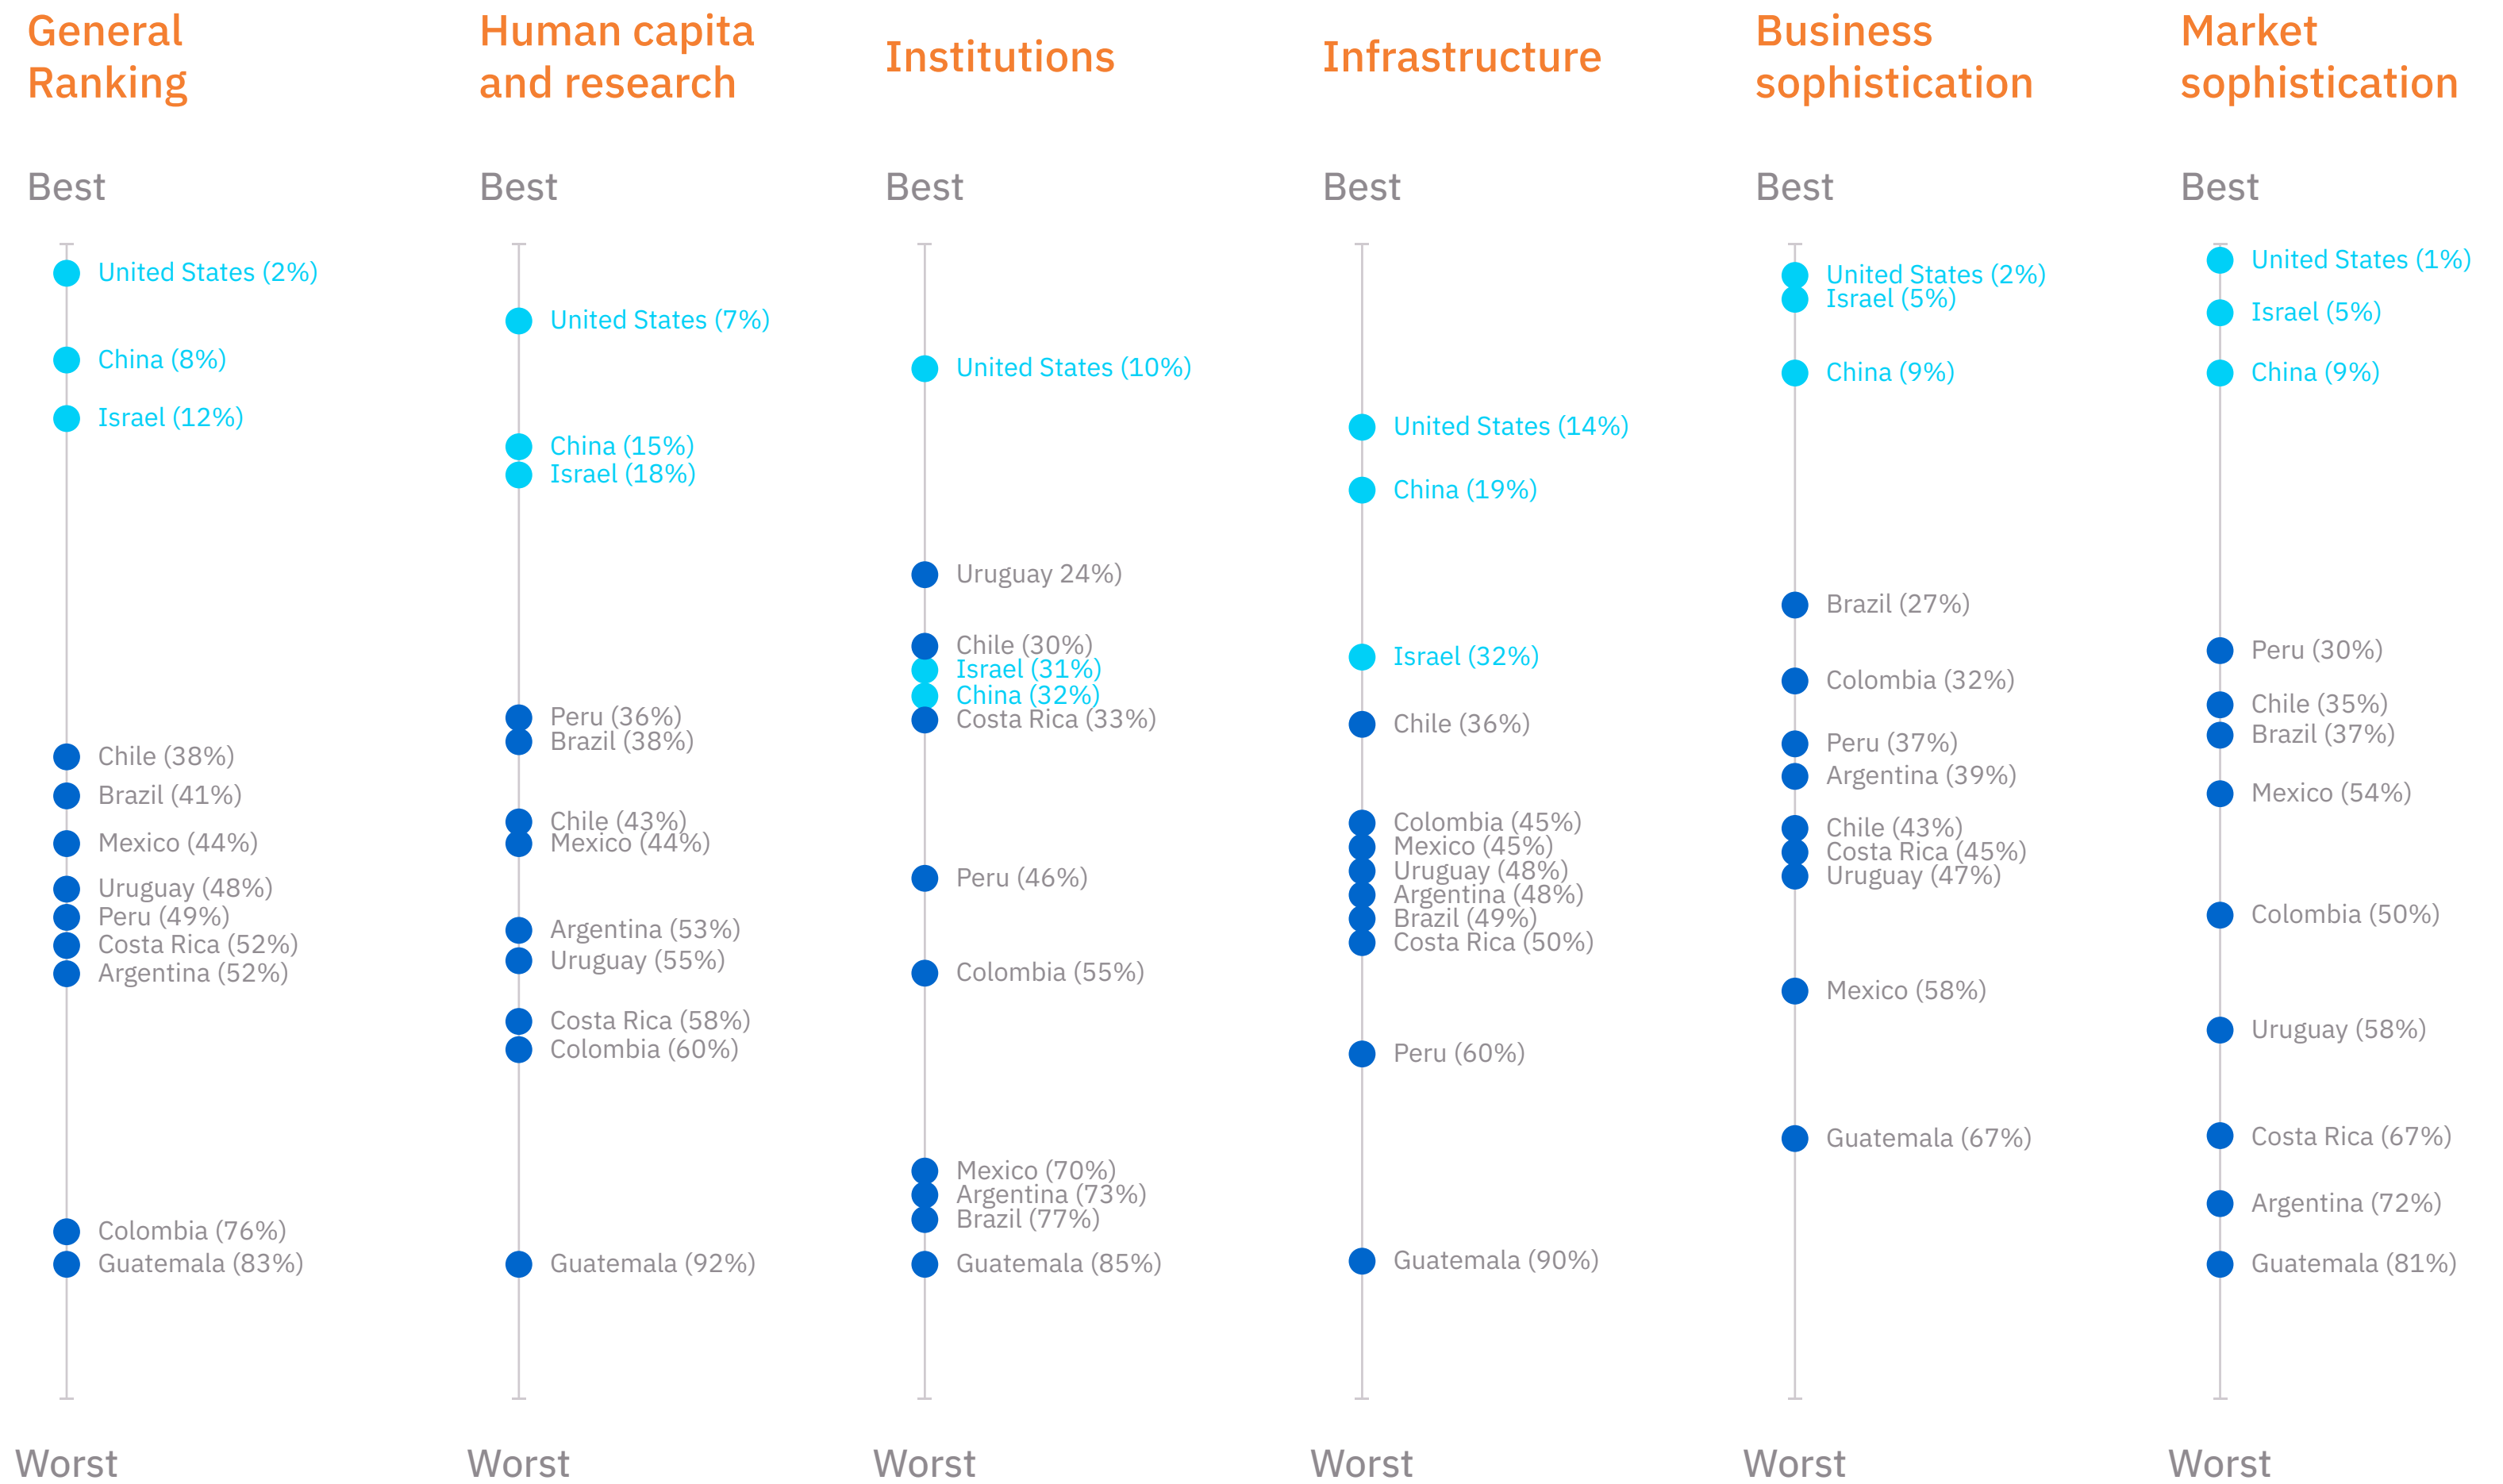 General
Ranking
Best
United States (2%)
China (8%)
Israel (12%)
Chile (38%)
Brazil (41%)
Mexico (44%)
Uruguay (48%)
Peru (49%)
Costa Rica (52%)
Argentina (52%)
Colombia (76%)
Guatemala (83%)
Worst
Human capita
and research
Best
United States (7%)
China (15%)
Israel (18%)
Peru (36%)
Brazil (38%)
Chile (43%)
Mexico (44%)
Argentina (53%)
Uruguay (55%)
Costa Rica (58%)
Colombia (60%)
Guatemala (92%)
Worst
Institutions
Best
United States (10%)
Uruguay 24%)
Chile (30%)
Israel (31%)
China (32%)
Costa Rica (33%)
Peru (46%)
Colombia (55%)
Mexico (70%)
Argentina (73%)
Brazil (77%)
Guatemala (85%)
Worst
Infrastructure
Best
United States (14%)
China (19%)
Israel (32%)
Chile (36%)
Colombia (45%)
Mexico (45%)
Uruguay (48%)
Argentina (48%)
Brazil (49%)
Costa Rica (50%)
Peru (60%)
Guatemala (90%)
Worst
Business
sophistication
Best
United States (2%)
Israel (5%)
China (9%)
Brazil (27%)
Colombia (32%)
Peru (37%)
Argentina (39%)
Chile (43%)
Costa Rica (45%)
Uruguay (47%)
Mexico (58%)
Guatemala (67%)
Worst
Market
sophistication
Best
United States (1%)
Israel (5%)
China (9%)
Peru (30%)
Chile (35%)
Brazil (37%)
Mexico (54%)
Colombia (50%)
Uruguay (58%)
Costa Rica (67%)
Argentina (72%)
Guatemala (81%)
Worst